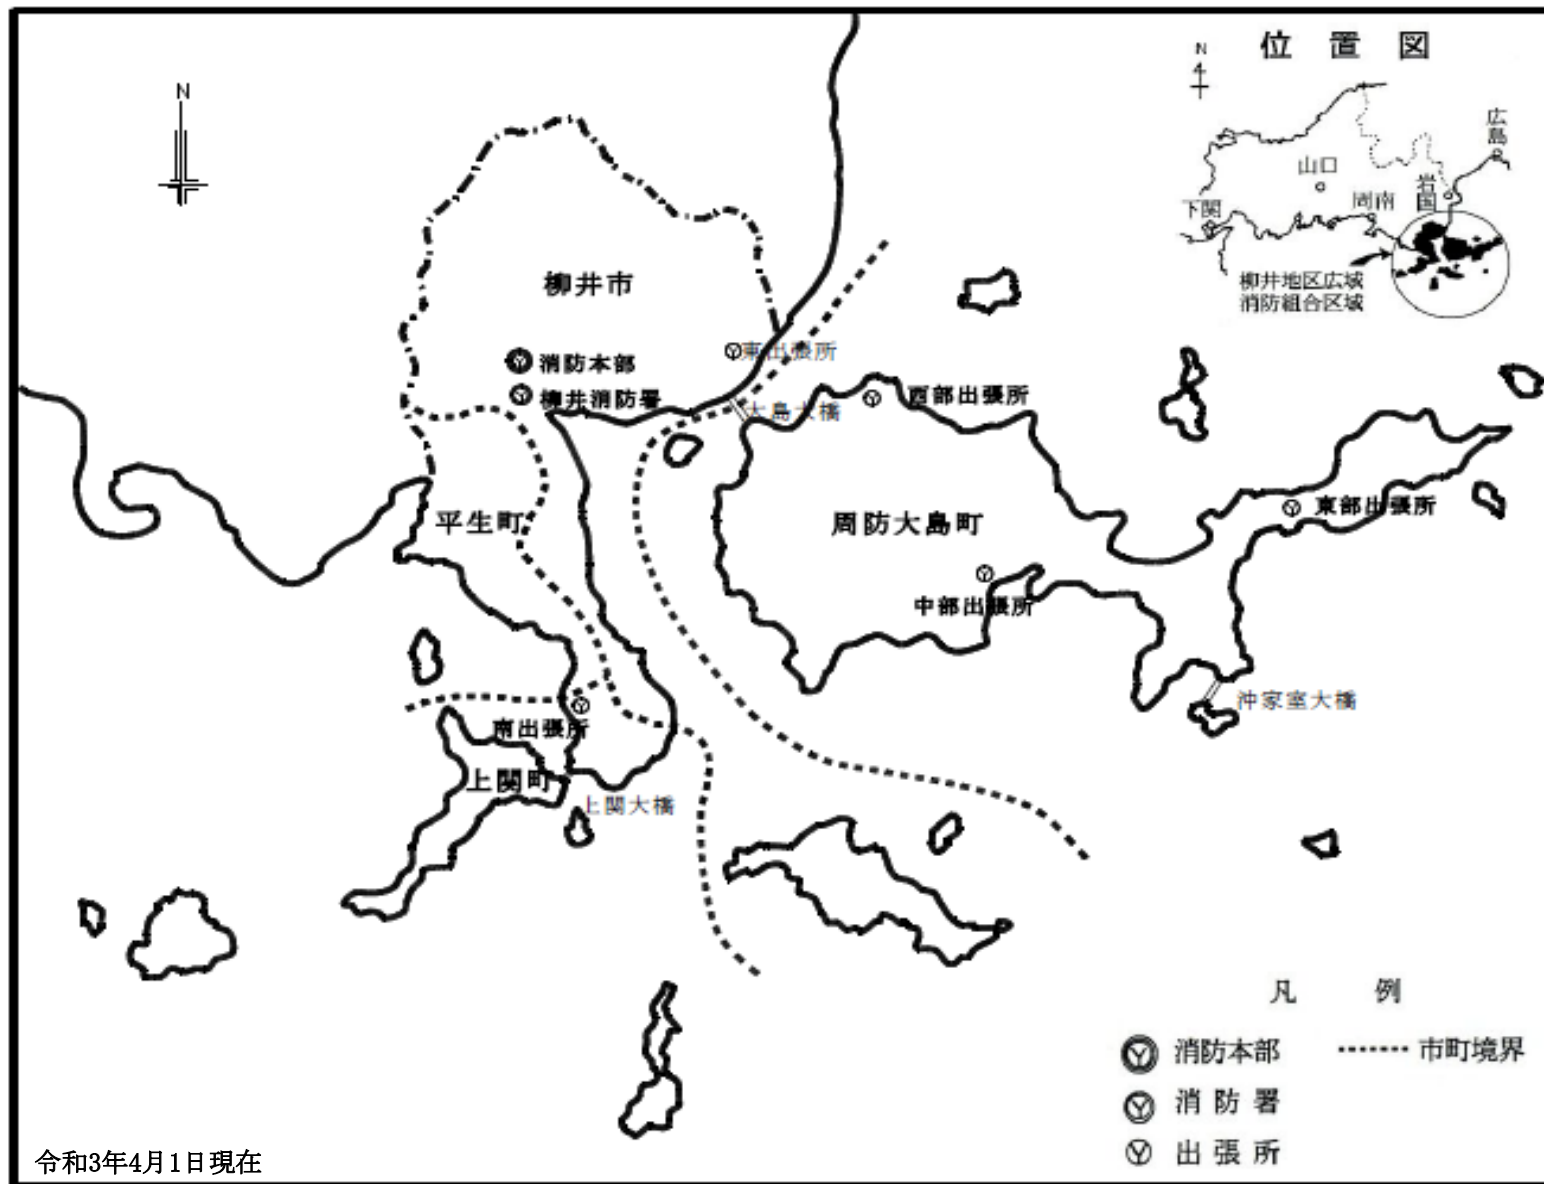 N
位置図
N
広島
山口
岩国
周南
下関
柳井地区広域
消防組合区域
柳井市
消防本部
東出張所
柳井消防署
大島大橋
西部出張所
平生町
周防大島町
東部出張所
中部出張所
沖家室大橋
南出張所
上関町
上関大橋
凡例
消防本部
市町境界
消防署
出張所
令和3年4月1日現在